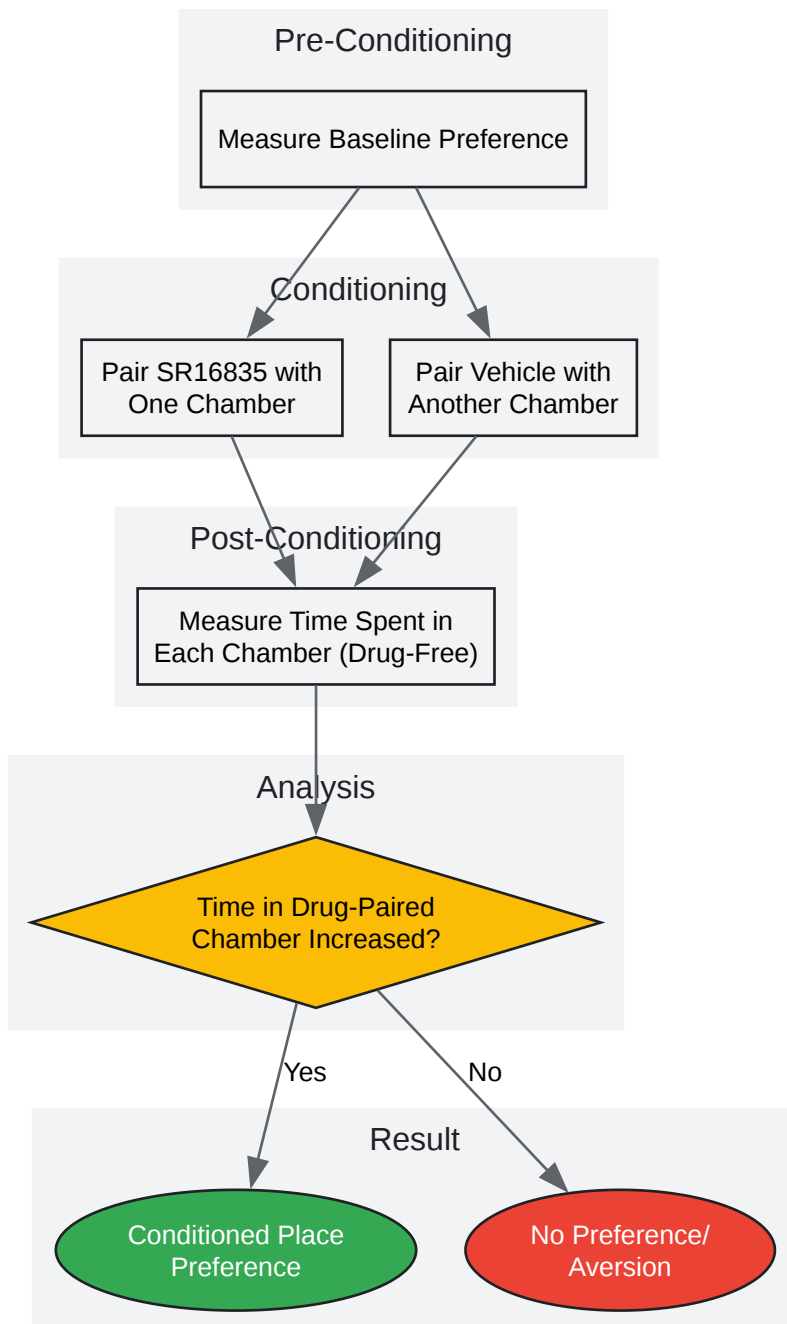 Pre-Conditioning
Measure Baseline Preference
Conditioning
Pair SR16835 with
One Chamber
Pair Vehicle with
Another Chamber
Post-Conditioning
Measure Time Spent in
Each Chamber (Drug-Free)
Analysis
Time in Drug-Paired
Chamber Increased?
Yes
No
Result
Conditioned Place
Preference
No Preference/
Aversion